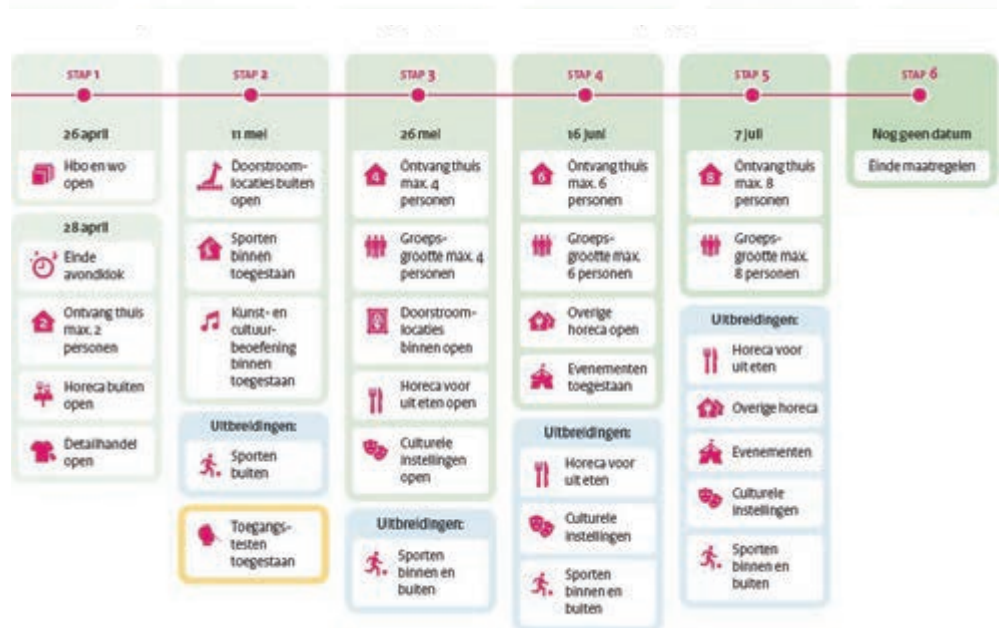 STAP 1
26 april
Hbo en wo
open
28 april
Einde
avondklok
2
Ontvang thuis
max. 2
personen
Horeca buiten
open
Detailhandel
open
STAP 2
11 mei
Doorstroom-
locaties buiten
open
Sporten
binnen
toegestaan
Kunst- en
cultuur-
beoefening
binnen
toegestaan
Uitbreidingen:
Sporten
buiten
Toegangs-
testen
toegestaan
STAP 3
26 mei
4
Ontvang thuis
max. 4
personen
Groeps-
grootte max. 4
personen
Doorstroom-
locaties
binnen open
Horeca voor
uit eten open
Culturele
instellingen
open
Uitbreidingen:
Sporten
binnen en
buiten
STAP 4
16 juni
6
Ontvang thuis
max. 6
personen
Groeps-
grootte max.
6 personen
Overige
horeca open
Evenementen
toegestaan
Uitbreidingen:
Horeca voor
uit eten
Culturele
instellingen
Sporten
binnen en
buiten
STAP 5
7 juli
8
Ontvang thuis
max. 8
personen
Groeps-
grootte max.
8 personen
Uitbreidingen:
Horeca voor
uit eten
Overige horeca
Evenementen
Culturele
instellingen
Sporten
binnen en
buiten
STAP 6
Nog geen datum
Einde maatregelen